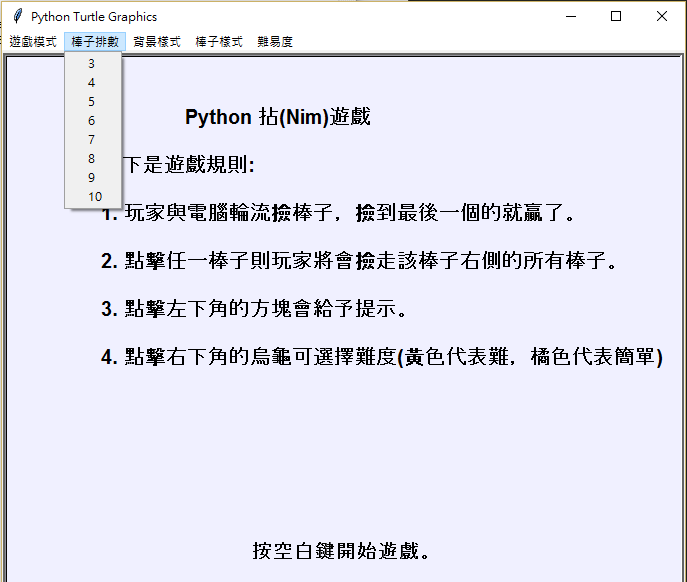 Python Turtle Graphics
遊戲模式 棒子排數 背景樣式 棒子樣式 難易度
3
4
5
6
7
8
9
10
Python 拈(Nim)遊戲
下是遊戲規則:
1. 玩家與電腦輪流撿棒子，撿到最後一個的就贏了。
2. 點擊任一棒子則玩家將會撿走該棒子右側的所有棒子。
3. 點擊左下角的方塊會給予提示。
4. 點擊右下角的烏龜可選擇難度(黃色代表難，橘色代表簡單)
按空白鍵開始遊戲。